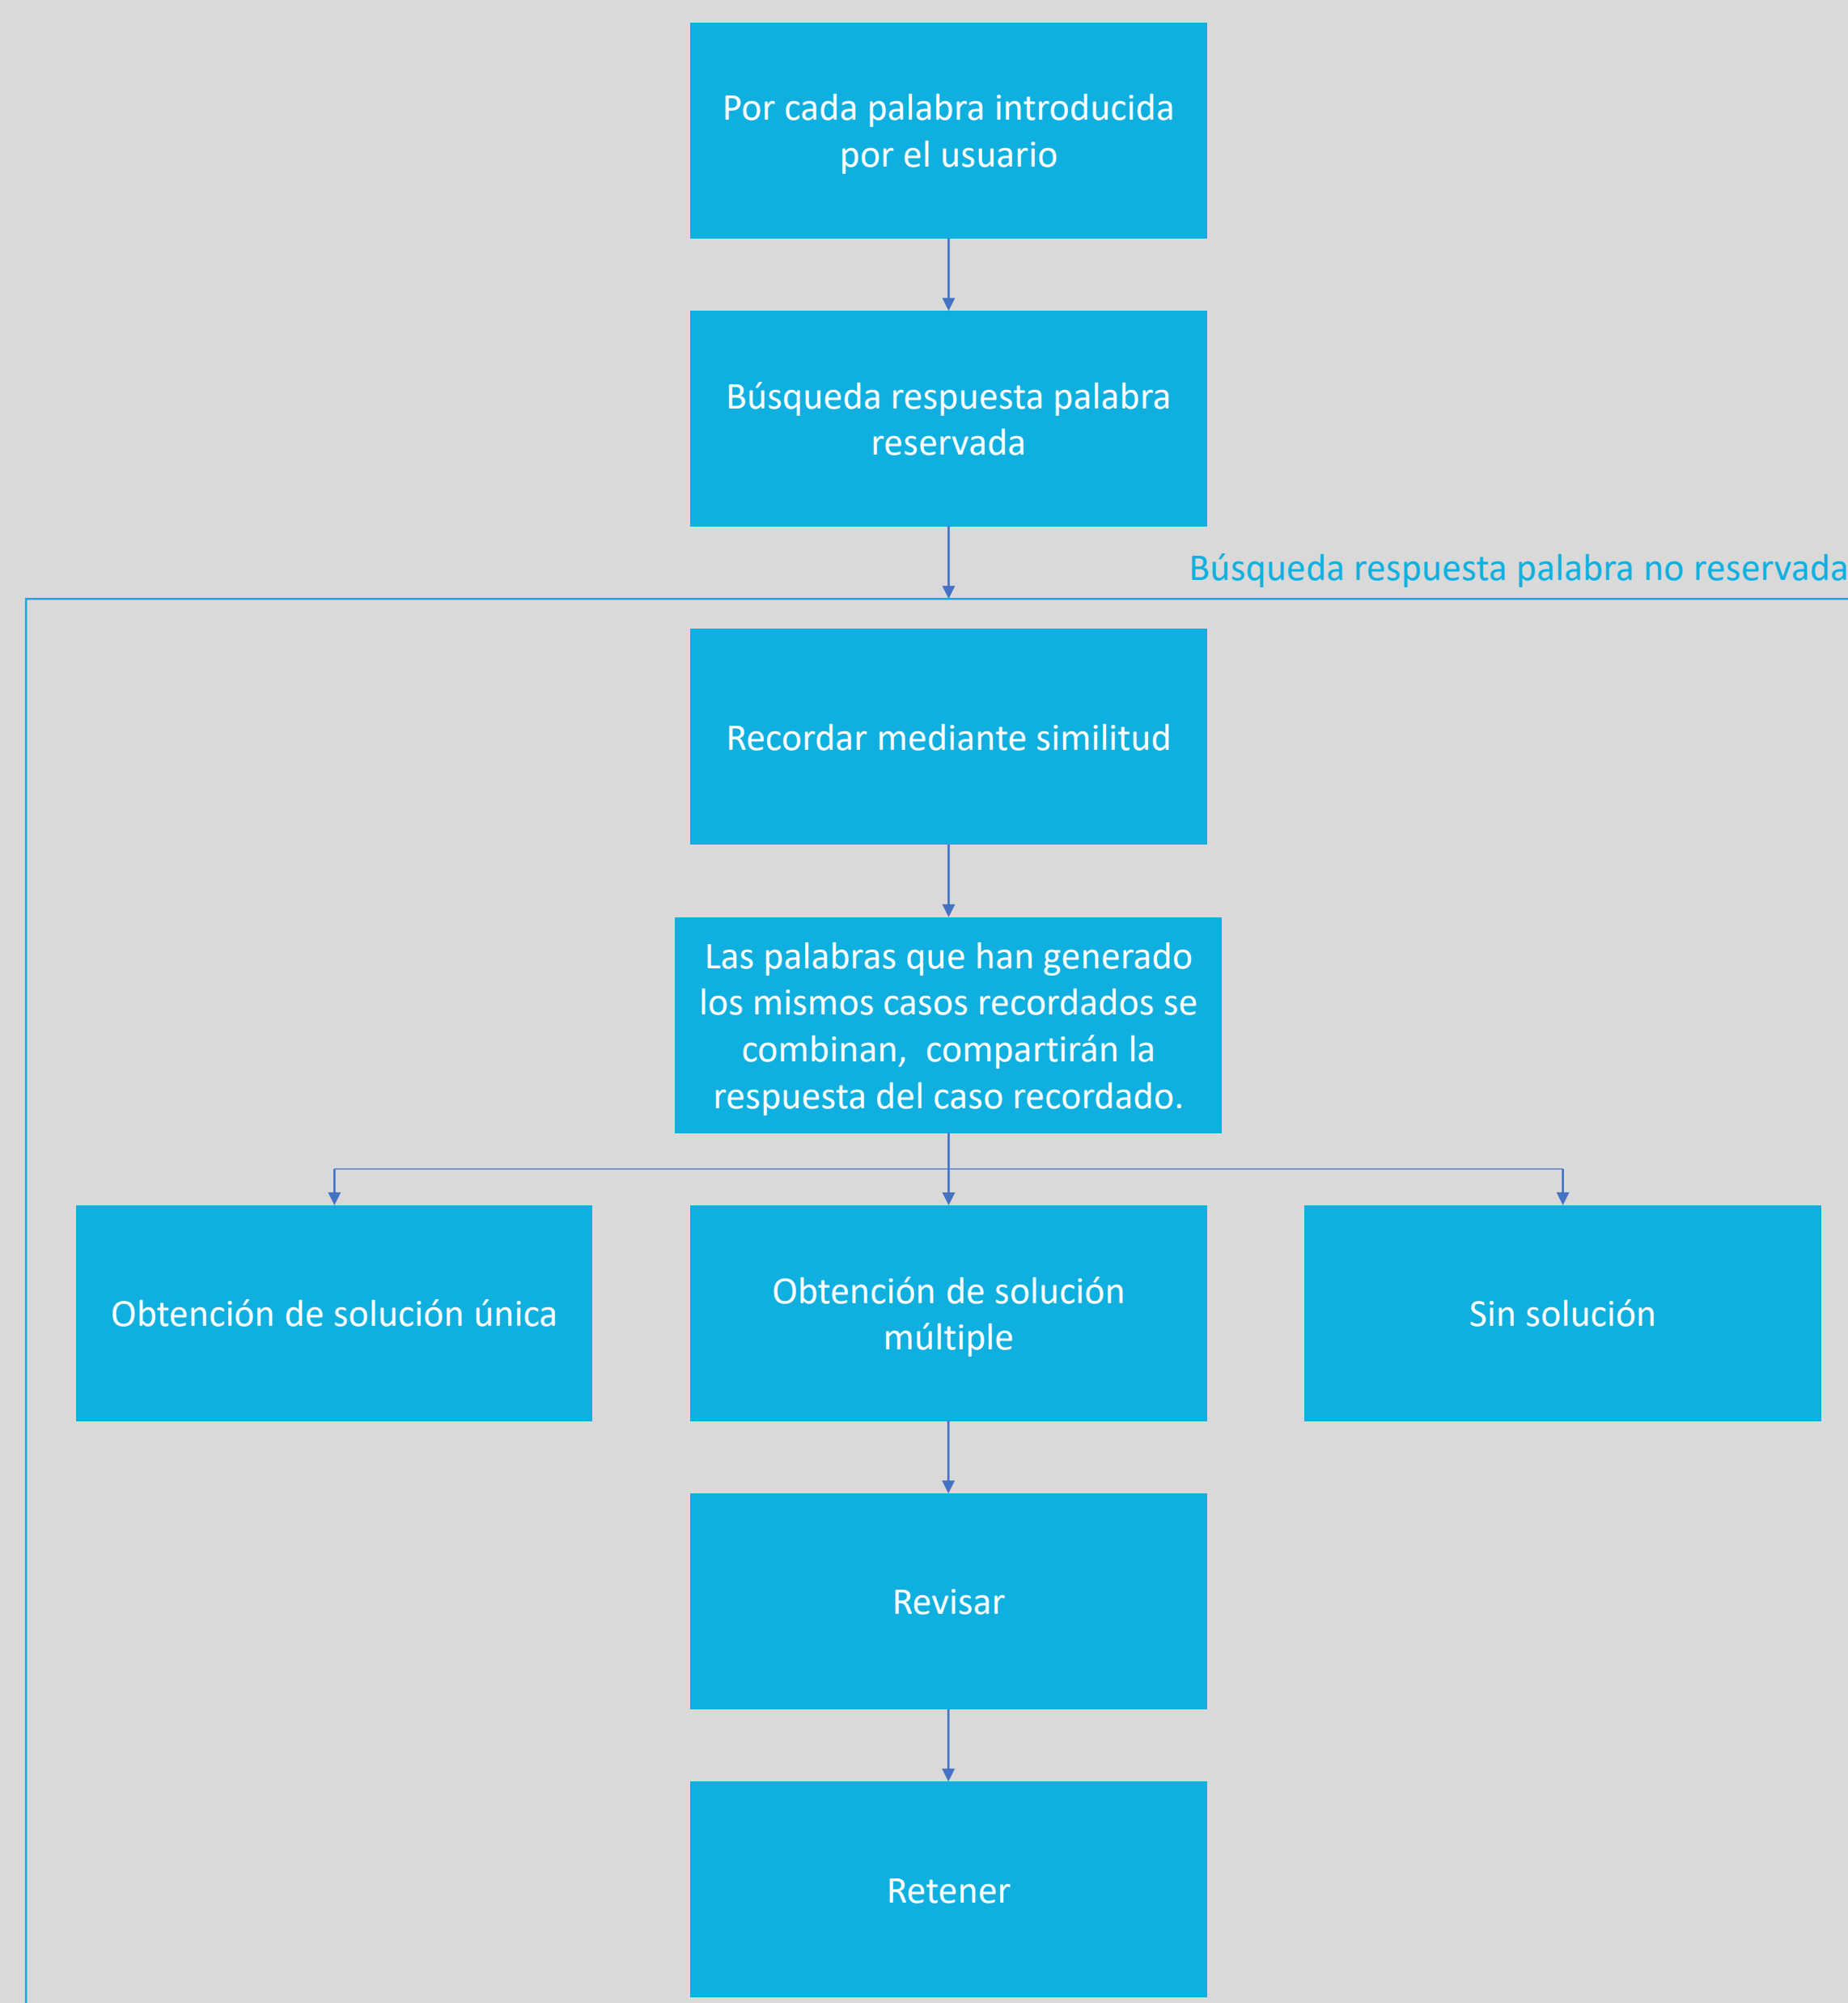 Por cada palabra introducida
por el usuario
Búsqueda respuesta palabra
reservada
Búsqueda respuesta palabra no reservada
Recordar mediante similitud
Las palabras que han generado
los mismos casos recordados se
combinan,  compartirán la
respuesta del caso recordado.
Obtención de solución única
Obtención de solución
múltiple
Sin solución
Revisar
Retener